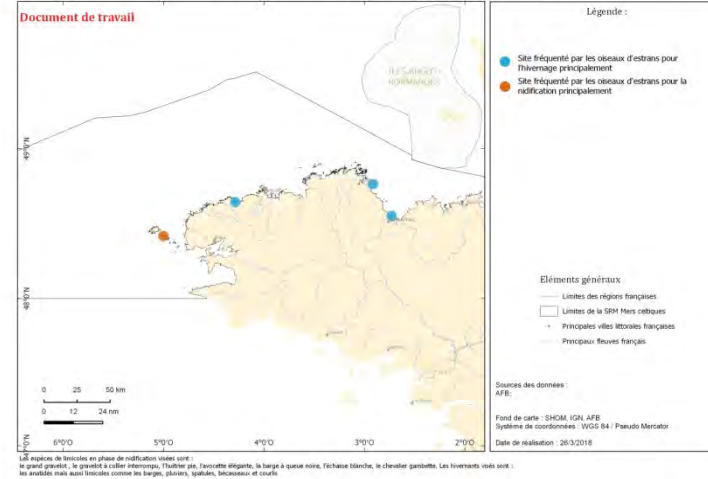 Document de travail
Légende :
Site fréquenté par les oiseaux d'estrans pour
l'hivernage principalement
Site fréquenté par les oiseaux d'estrans pour la
nidification principalement
ILES ANGLO-
NORMANDES
49°0'N
48°0'N
47°0'N
Eléments généraux
Limites des régions françaises
Limites de la SRM Mers celtiques
Principales villes littorales françaises
Principaux fleuves français
0 25 50 km
0 12 24 nm
6°0'O 5°0'O 4°0'O 3°0'O 2°0'O
Sources des données :
AFB;
Fond de carte : SHOM, IGN, AFB
Système de coordonnées : WGS 84 / Pseudo Mercator
Date de réalisation : 26/3/2018
Les espèces de limicoles en phase de nidification visées sont :
le grand gravelot , le gravelot à collier interrompu, l'huitrier pie, l'avocette élégante, la barge à queue noire, l'échasse blanche, le chevalier gambette. Les hivernants visés sont :
les anatidés mais aussi limicoles comme les barges, pluviers, spatules, bécasseaux et courlis